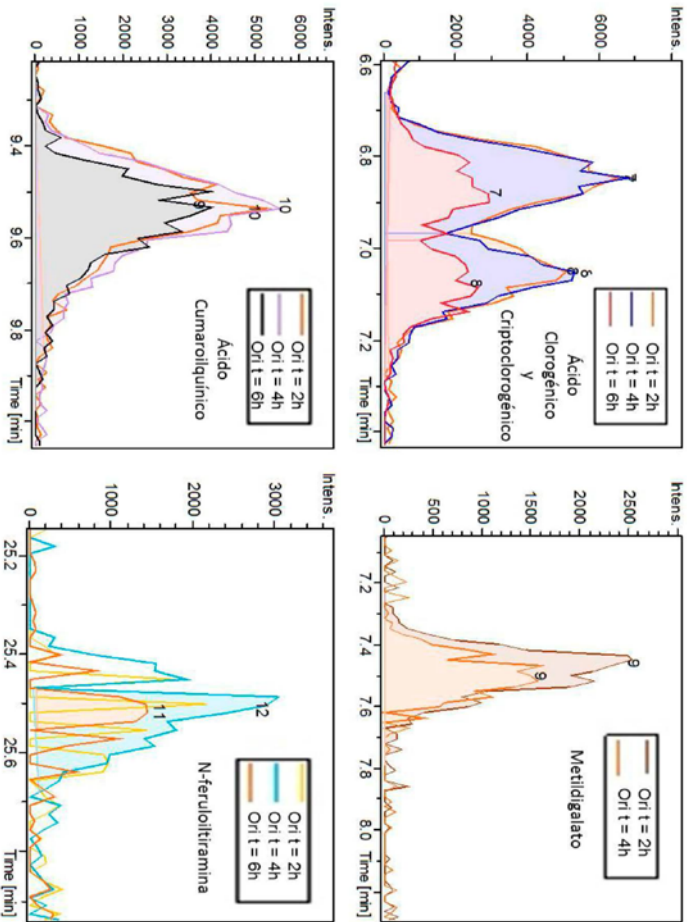 Intens.
2500
2000
1500
1000
500
0
Metildigalato
Ori t = 2h
Ori t = 4h
9
9
7.2
7.4
7.6
7.8
8.0
Time [min]
Intens.
3000
2000
1000
0
Ori t = 2h
Ori t = 4h
Ori t = 6h
N-feruloiltiramina
12
11
25.2
25.4
25.6
Time [min]
Intens.
6000
4000
2000
0
Ori t = 2h
Ori t = 4h
Ori t = 6h
Ácido
Clorogénico
y
Criptoclorogénico
7
8
6.6
6.8
7.0
7.2
Time [min]
Intens.
6000
5000
4000
3000
2000
1000
0
Ori t = 2h
Ori t = 4h
Ori t = 6h
Ácido
Cumaroilquínico
10
10
9
9.4
9.6
9.8
Time [min]